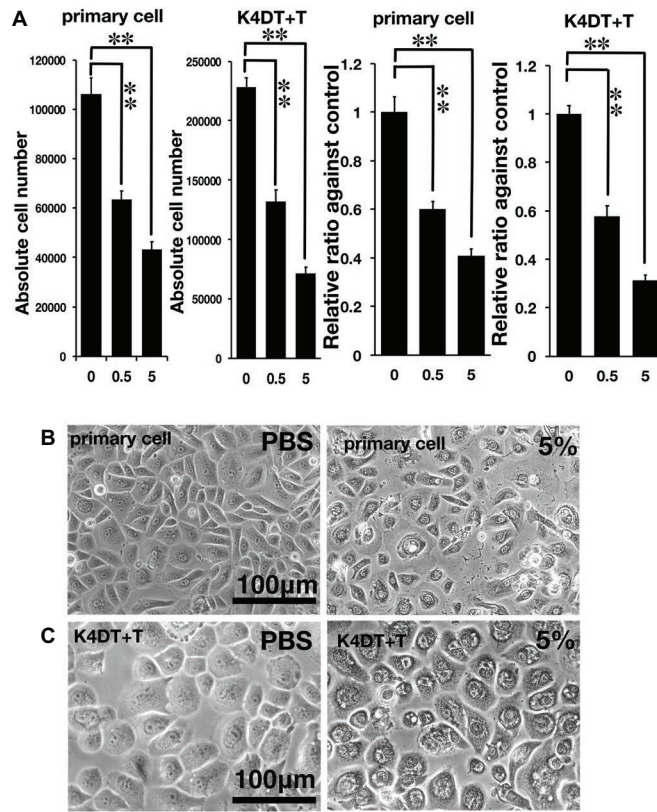 A
primary cell
Absolute cell number
120000
100000
80000
60000
40000
20000
0
**
**
0 0.5 5
K4DT+T
Absolute cell number
250000
200000
150000
100000
50000
0
**
**
0 0.5 5
primary cell
Relative ratio against control
1.2
1
0.8
0.6
0.4
0.2
0
**
**
0 0.5 5
K4DT+T
Relative ratio against control
1.2
1
0.8
0.6
0.4
0.2
0
**
**
0 0.5 5
B
primary cell PBS
100μm
primary cell 5%
C
K4DT+T PBS
100μm
K4DT+T 5%